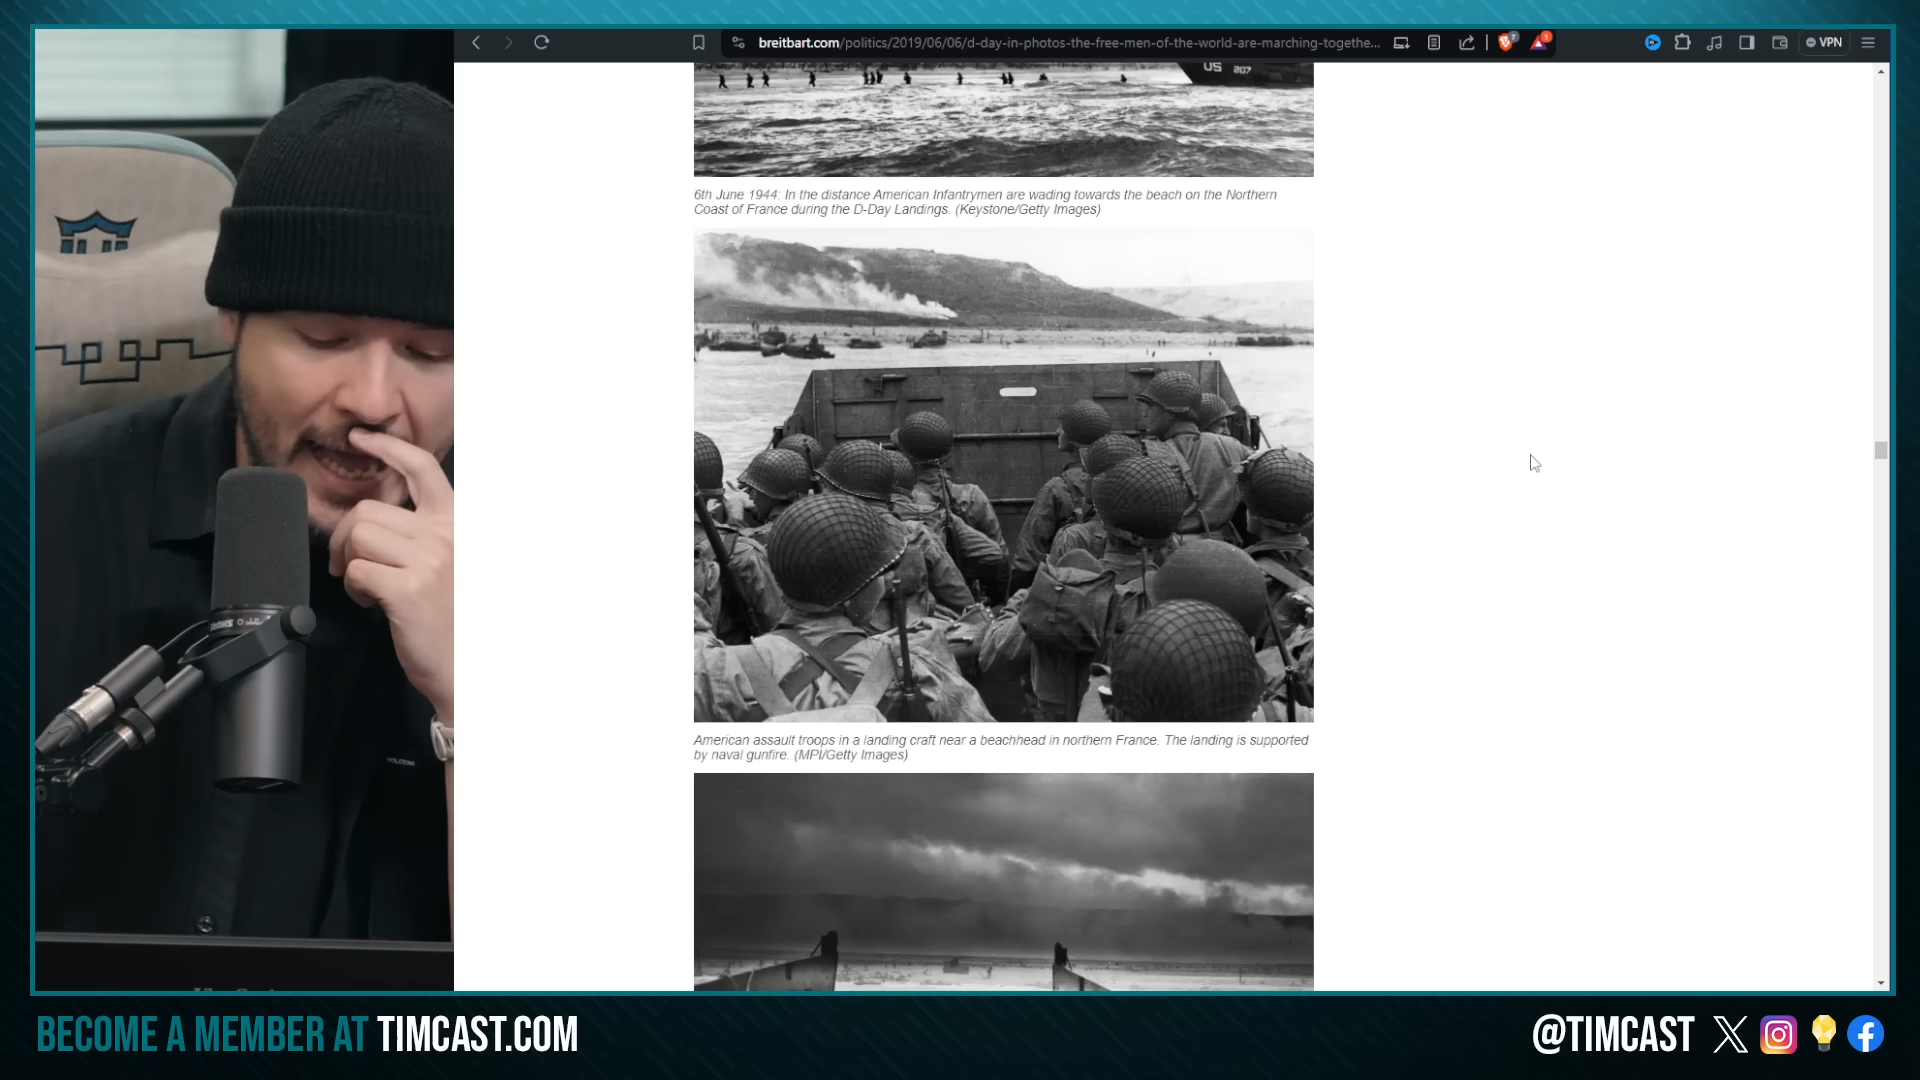 breitbart.com/politics/2019/06/06/d-day-in-photos-the-free-men-of-the-world-are-marching-togethe...
VPN
US 207
6th June 1944: In the distance American Infantrymen are wading towards the beach on the Northern
Coast of France during the D-Day Landings. (Keystone/Getty Images)
American assault troops in a landing craft near a beachhead in northern France. The landing is supported
by naval gunfire. (MPI/Getty Images)
SHURE
VOLCOM
BECOME A MEMBER AT TIMCAST.COM
@TIMCAST